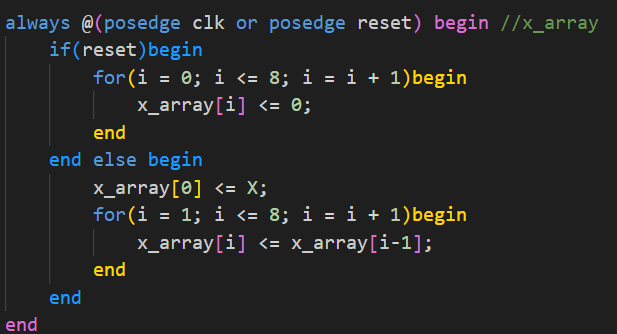 always @(posedge clk or posedge reset) begin //x_array
    if(reset)begin
        for(i = 0; i <= 8; i = i + 1)begin
            x_array[i] <= 0;
        end
    end else begin
        x_array[0] <= X;
        for(i = 1; i <= 8; i = i + 1)begin
            x_array[i] <= x_array[i-1];
        end
    end
end